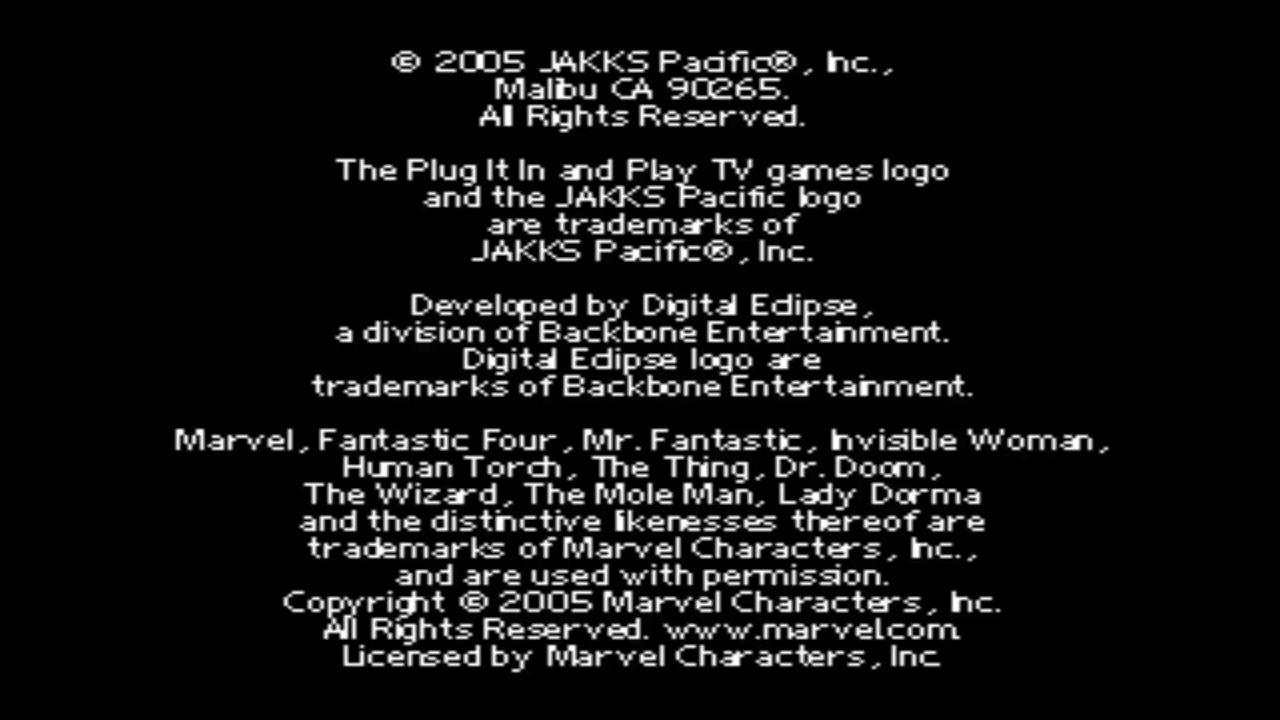 © 2005 JAKKS Pacific®, Inc.,
Malibu CA 90265.
All Rights Reserved.
The Plug It In and Play TV games logo
and the JAKKS Pacific logo
are trademarks of
JAKKS Pacific®, Inc.
Developed by Digital Eclipse,
a division of Backbone Entertainment.
Digital Eclipse logo are
trademarks of Backbone Entertainment.
Marvel, Fantastic Four, Mr. Fantastic, Invisible Woman,
Human Torch, The Thing, Dr. Doom,
The Wizard, The Mole Man, Lady Dorma
and the distinctive likenesses thereof are
trademarks of Marvel Characters, Inc.,
and are used with permission.
Copyright © 2005 Marvel Characters, Inc.
All Rights Reserved. www.marvel.com.
Licensed by Marvel Characters, Inc.